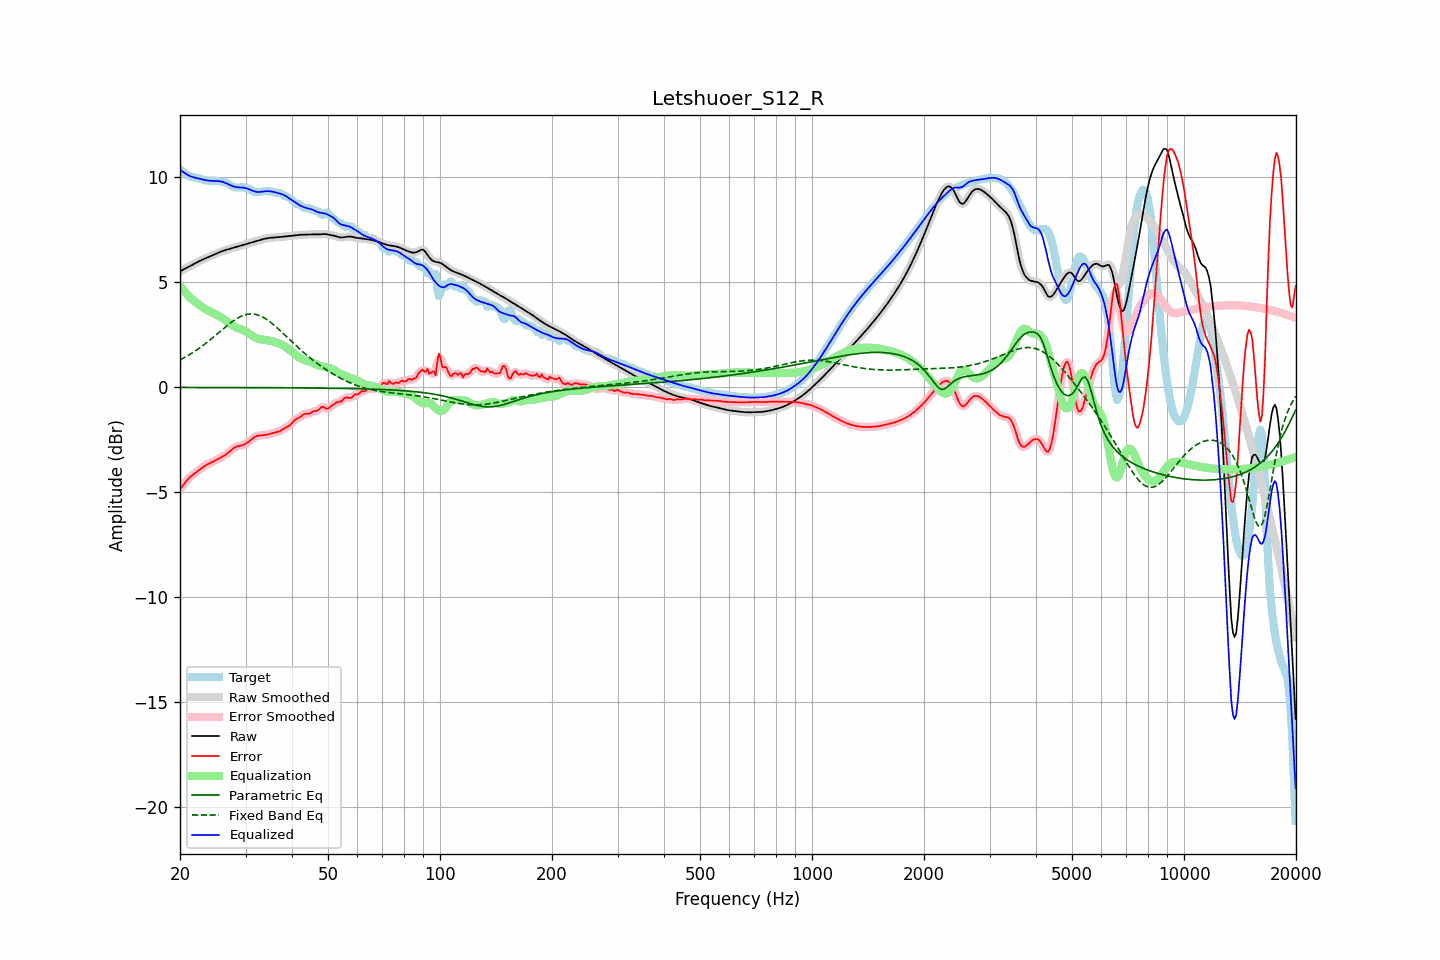 Letshuoer_S12_R
Amplitude (dBr)
10
5
0
−5
−10
−15
−20
Target
Raw Smoothed
Error Smoothed
Raw
Error
Equalization
Parametric Eq
Fixed Band Eq
Equalized
20 50 100 200 500 1000 2000 5000 10000 20000
Frequency (Hz)